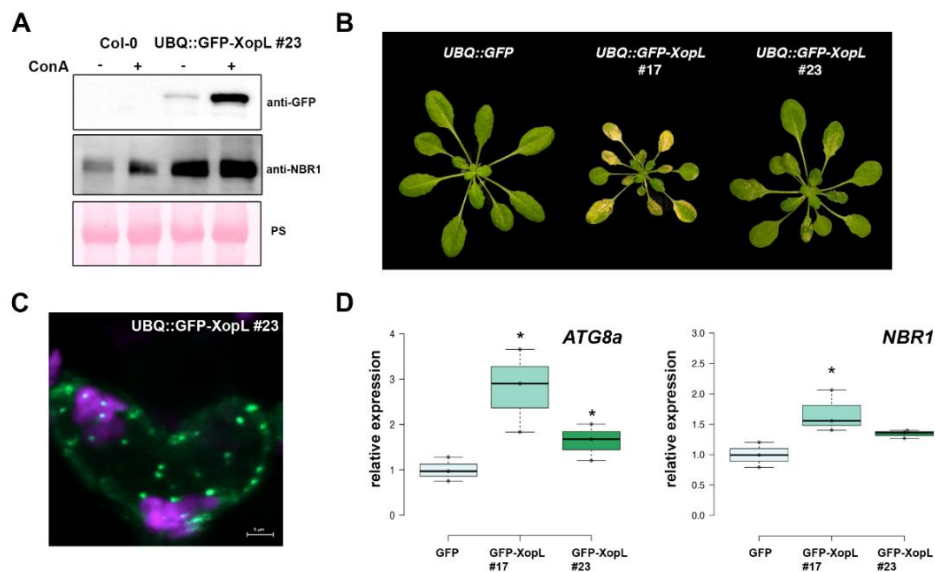 A
Col-0 UBQ::GFP-XopL #23
ConA - + - +
anti-GFP
anti-NBR1
PS
B
UBQ::GFP
UBQ::GFP-XopL
#17
UBQ::GFP-XopL
#23
C
UBQ::GFP-XopL #23
5 µm
D
ATG8a
relative expression
4
3
2
1
0
*
*
GFP
GFP-XopL
#17
GFP-XopL
#23
NBR1
relative expression
3.0
2.5
2.0
1.5
1.0
0.5
0.0
*
GFP
GFP-XopL
#17
GFP-XopL
#23